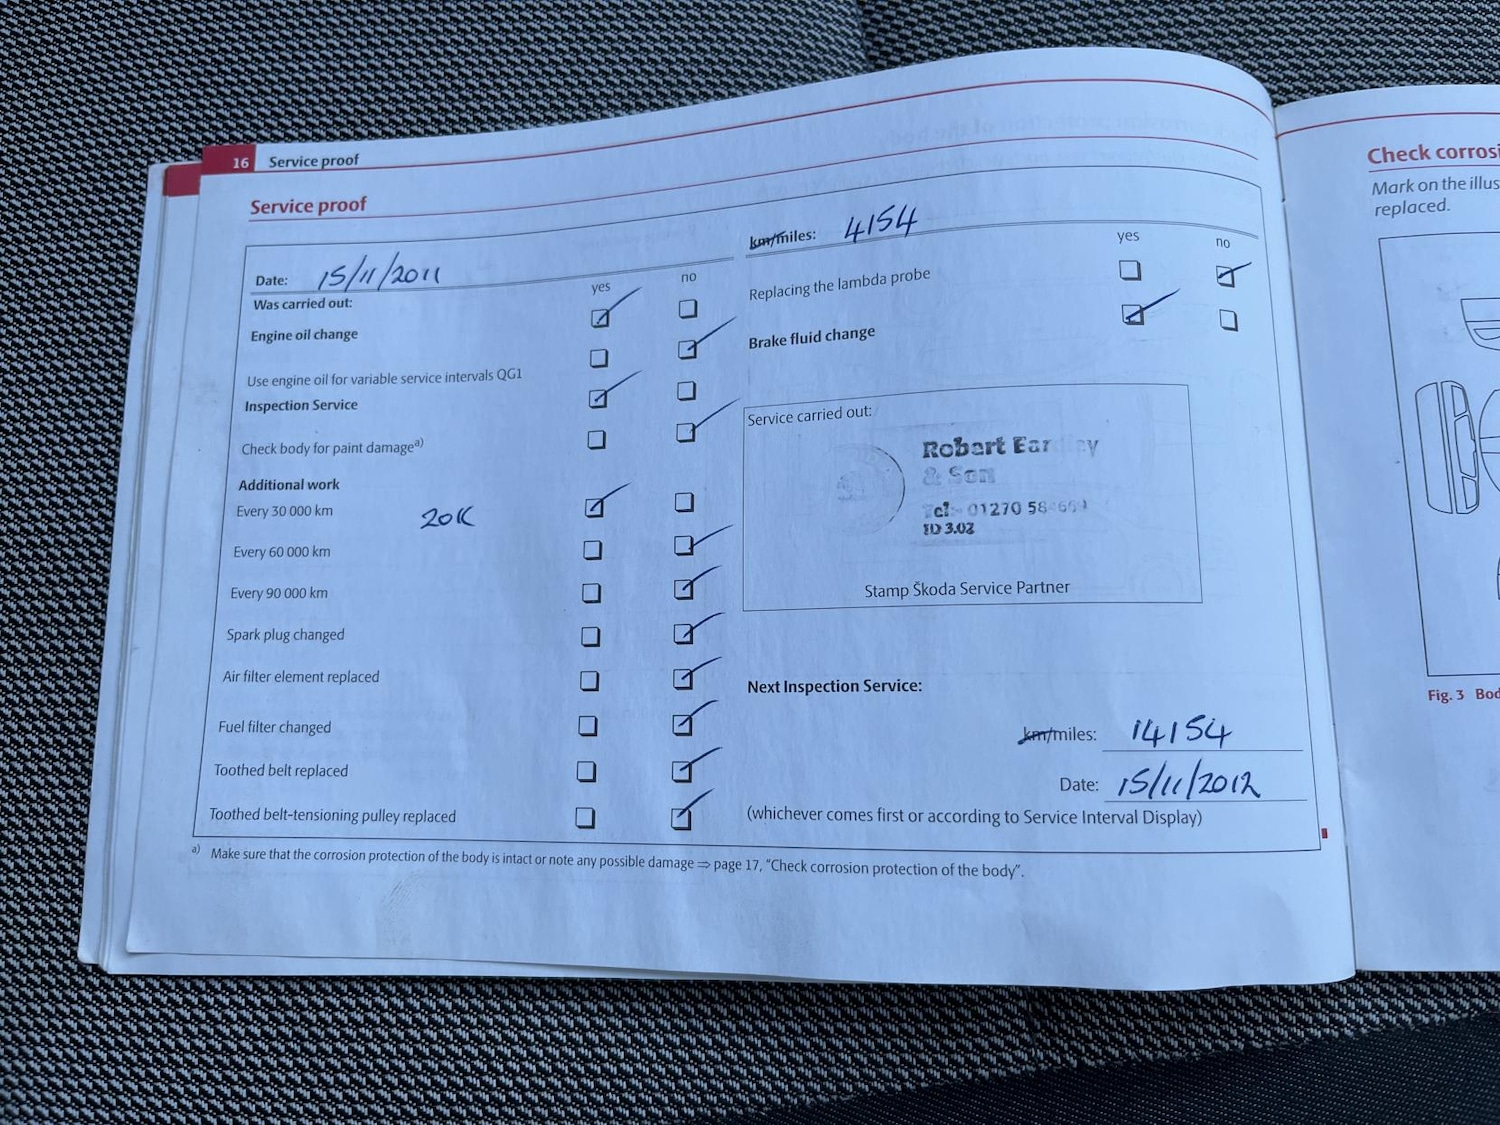 16 Service proof
Service proof
Date: 15/11/2011
km/miles: 4154
yes no
yes no
Was carried out:
Engine oil change
Use engine oil for variable service intervals QG1
Inspection Service
Check body for paint damagea)
Additional work
Every 30 000 km 20K
Every 60 000 km
Every 90 000 km
Spark plug changed
Air filter element replaced
Fuel filter changed
Toothed belt replaced
Toothed belt-tensioning pulley replaced
Replacing the lambda probe
Brake fluid change
Service carried out:
Robert
& Son
Tel:- 01270
ID 3.02
Stamp Škoda Service Partner
Next Inspection Service:
km/miles: 14154
Date: 15/11/2012
(whichever comes first or according to Service Interval Display)
a) Make sure that the corrosion protection of the body is intact or note any possible damage ⇒ page 17, “Check corrosion protection of the body”.
Check corrosi
Mark on the illus
replaced.
Fig. 3 Bod